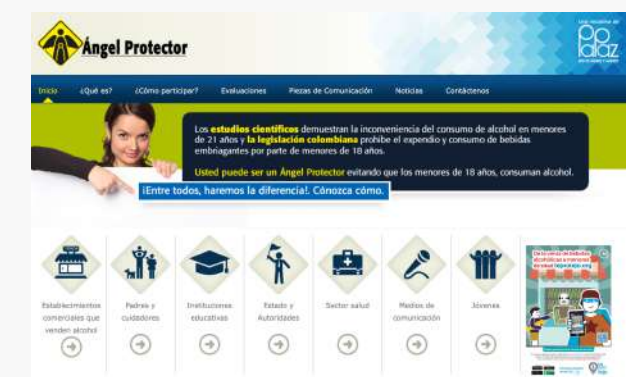 Ángel Protector
Una iniciativa de
Inicio ¿Qué es? ¿Cómo participar? Evaluaciones Piezas de Comunicación Noticias Contáctenos
Los estudios científicos demuestran la inconveniencia del consumo de alcohol en menores
de 21 años y la legislación colombiana prohíbe el expendio y consumo de bebidas
embriagantes por parte de menores de 18 años.
Usted puede ser un Ángel Protector evitando que los menores de 18 años, consuman alcohol.
¡Entre todos, haremos la diferencia!. Cónozca cómo.
Establecimientos
comerciales que
venden alcohol
Padres y
cuidadores
Instituciones
educativas
Estado y
Autoridades
Sector salud
Medios de
comunicación
Jóvenes